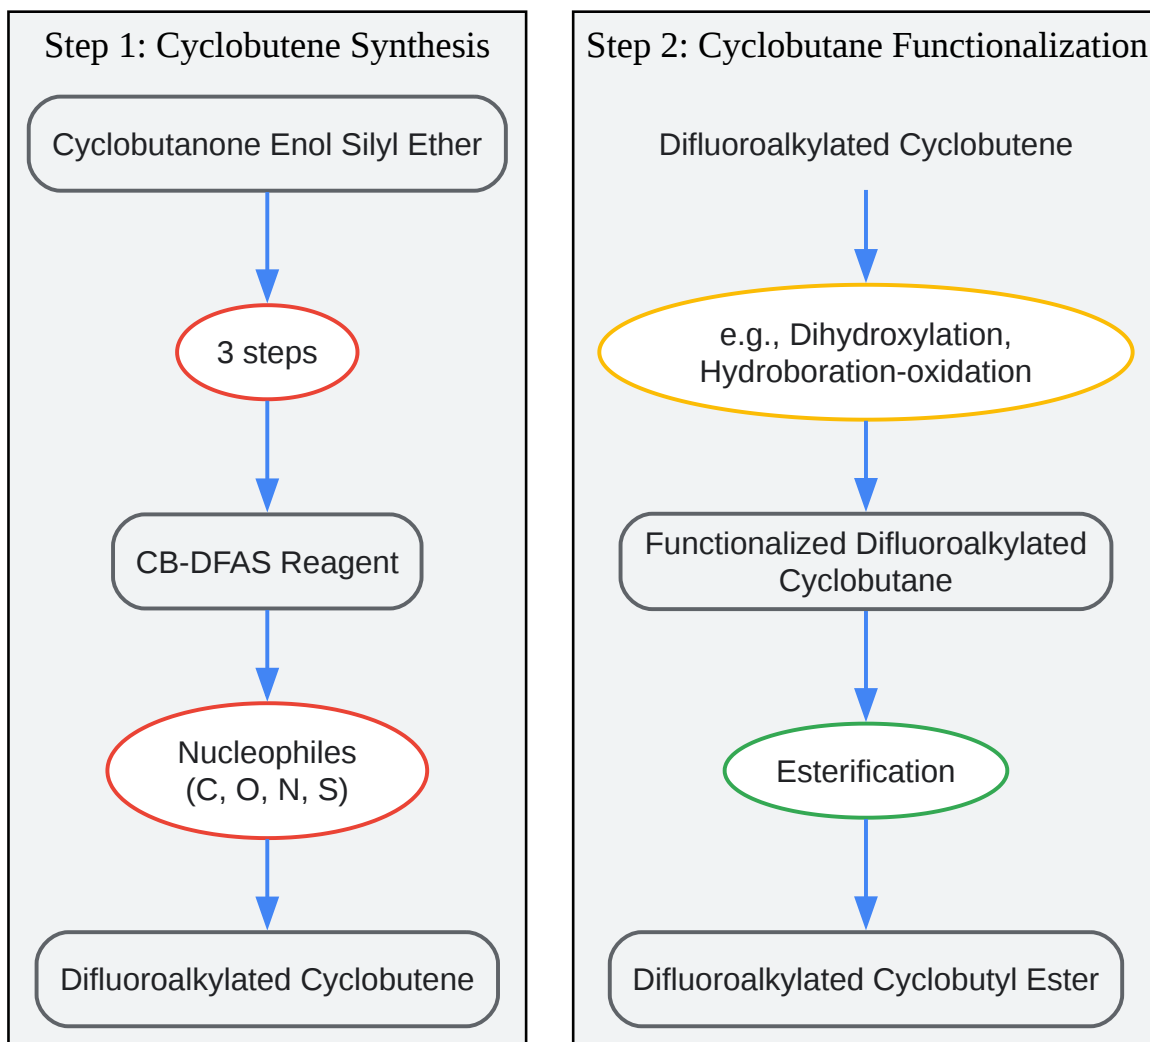 Step 1: Cyclobutene Synthesis
Cyclobutanone Enol Silyl Ether
3 steps
CB-DFAS Reagent
Nucleophiles
(C, O, N, S)
Difluoroalkylated Cyclobutene
Step 2: Cyclobutane Functionalization
Difluoroalkylated Cyclobutene
e.g., Dihydroxylation,
Hydroboration-oxidation
Functionalized Difluoroalkylated
Cyclobutane
Esterification
Difluoroalkylated Cyclobutyl Ester